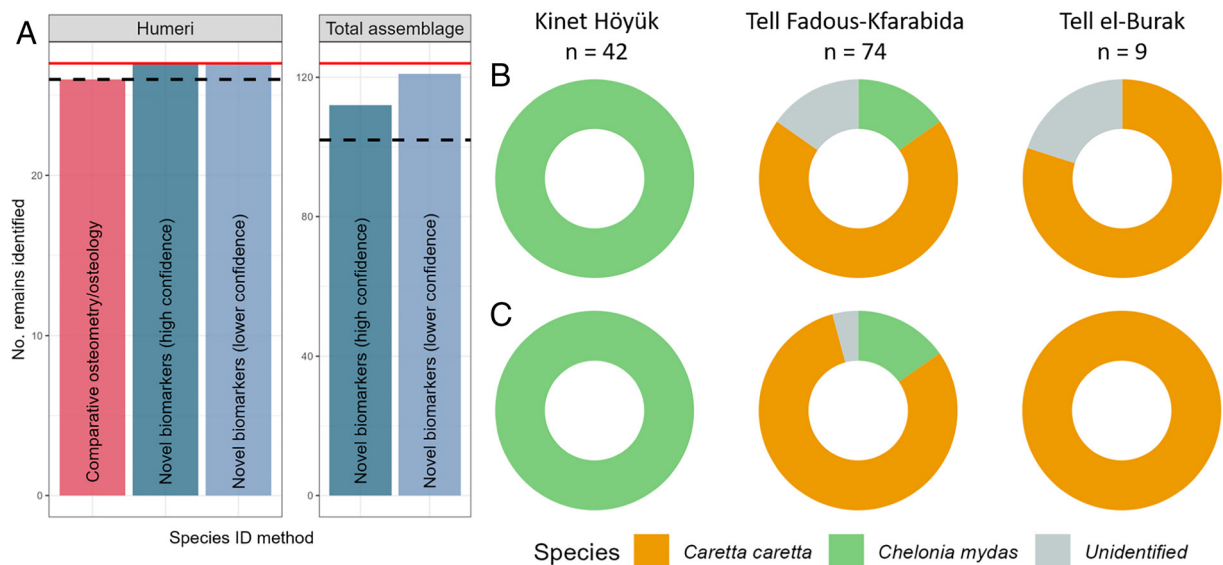 A
Humeri
Total assemblage
No. remains identified
0
10
20
0
40
80
120
Comparative osteometry/osteology
Novel biomarkers (high confidence)
Novel biomarkers (lower confidence)
Novel biomarkers (high confidence)
Novel biomarkers (lower confidence)
Species ID method
Kinet Höyük
n = 42
Tell Fadous-Kfarabida
n = 74
Tell el-Burak
n = 9
B
C
Species Caretta caretta Chelonia mydas Unidentified